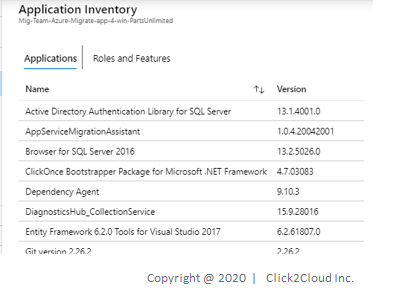 Application Inventory
Mig-Team-Azure-Migrate-app-4-win-PartsUnlimited
Applications Roles and Features
Name ↑↓ Version
Active Directory Authentication Library for SQL Server 13.1.4001.0
AppServiceMigrationAssistant 1.0.4.20042001
Browser for SQL Server 2016 13.2.5026.0
ClickOnce Bootstrapper Package for Microsoft .NET Framework 4.7.03083
Dependency Agent 9.10.3
DiagnosticsHub_CollectionService 15.9.28016
Entity Framework 6.2.0 Tools for Visual Studio 2017 6.2.61807.0
Git version 2.26.2 2.26.2
Copyright @ 2020 | Click2Cloud Inc.